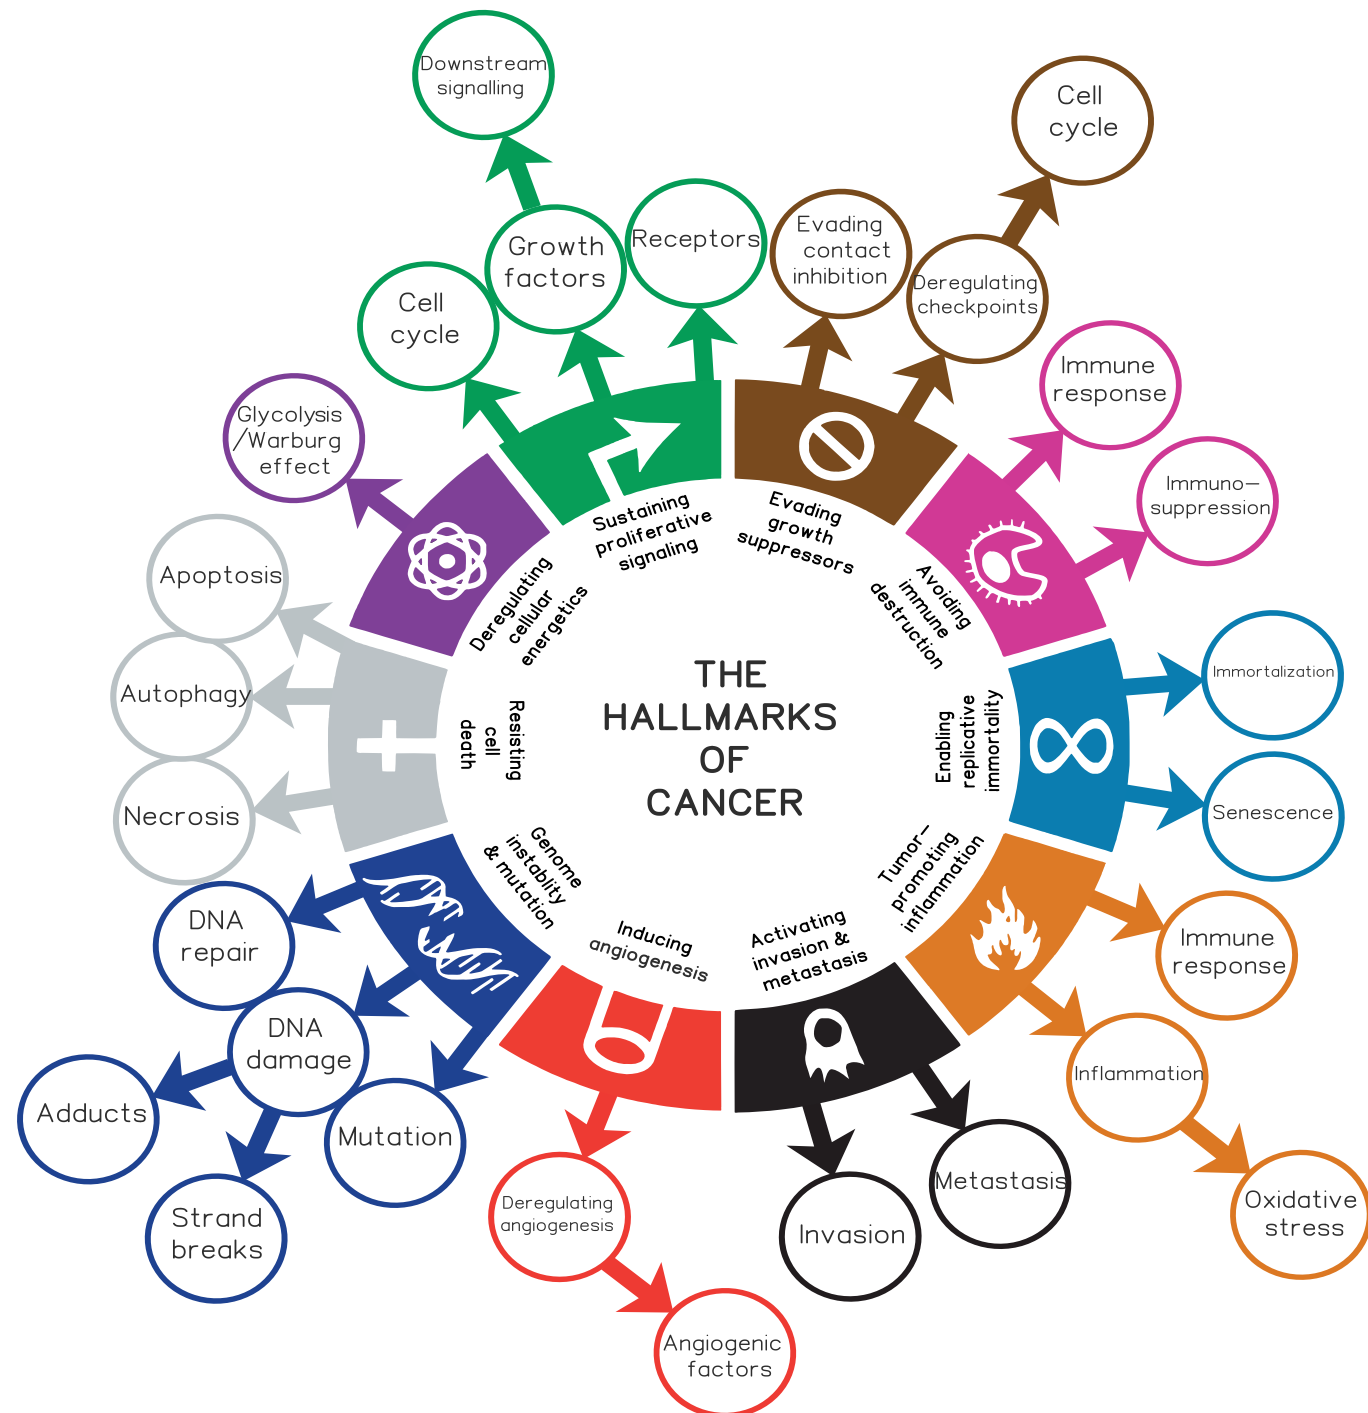 THE
HALLMARKS
OF
CANCER
Sustaining
proliferative
signaling
Cell
cycle
Growth
factors
Downstream
signalling
Receptors
Evading
growth
suppressors
Evading
contact
inhibition
Deregulating
checkpoints
Cell
cycle
Avoiding
immune
destruction
Immune
response
Immuno-
suppression
Enabling
replicative
immortality
Immortalization
Senescence
Tumor-
promoting
inflammation
Immune
response
Inflammation
Oxidative
stress
Activating
invasion &
metastasis
Metastasis
Invasion
Inducing
angiogenesis
Deregulating
angiogenesis
Angiogenic
factors
Genome
instablity
& mutation
DNA
repair
DNA
damage
Adducts
Strand
breaks
Mutation
Resisting
cell
death
Apoptosis
Autophagy
Necrosis
Deregulating
cellular
energetics
Glycolysis
/Warburg
effect